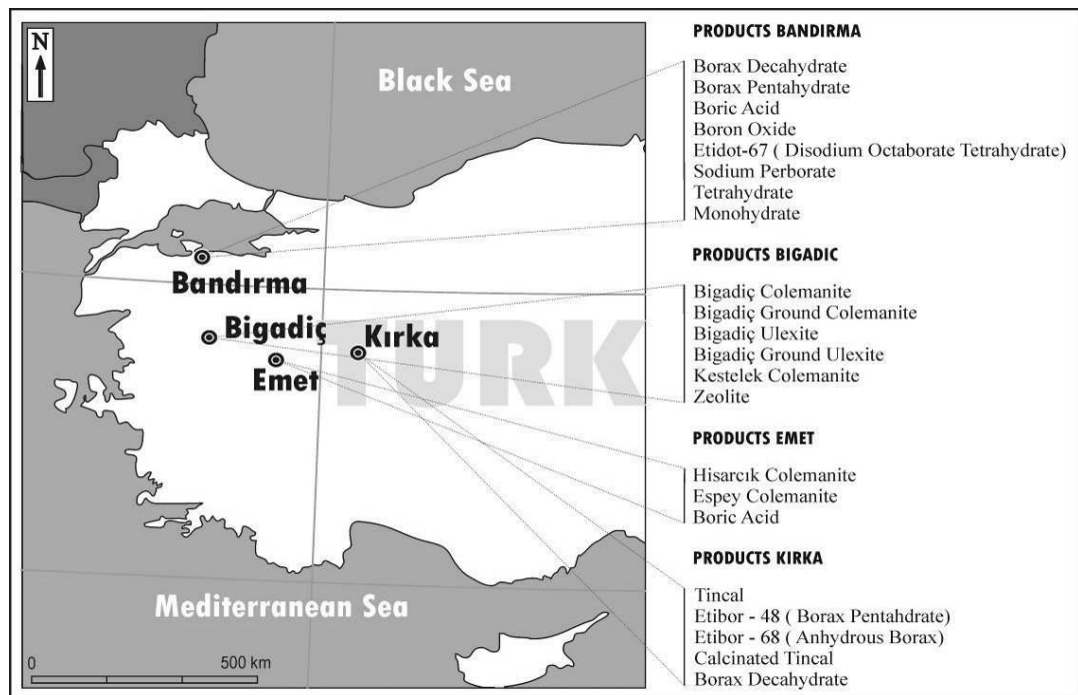 N
Black Sea
TURK
Bandırma
Bigadiç
Kırka
Emet
Mediterranean Sea
0 500 km
PRODUCTS BANDIRMA
Borax Decahydrate
Borax Pentahydrate
Boric Acid
Boron Oxide
Etidot-67 ( Disodium Octaborate Tetrahydrate)
Sodium Perborate
Tetrahydrate
Monohydrate
PRODUCTS BIGADIC
Bigadiç Colemanite
Bigadiç Ground Colemanite
Bigadiç Ulexite
Bigadiç Ground Ulexite
Kestelek Colemanite
Zeolite
PRODUCTS EMET
Hisarcık Colemanite
Espey Colemanite
Boric Acid
PRODUCTS KIRKA
Tincal
Etibor - 48 ( Borax Pentahdrate)
Etibor - 68 ( Anhydrous Borax)
Calcinated Tincal
Borax Decahydrate